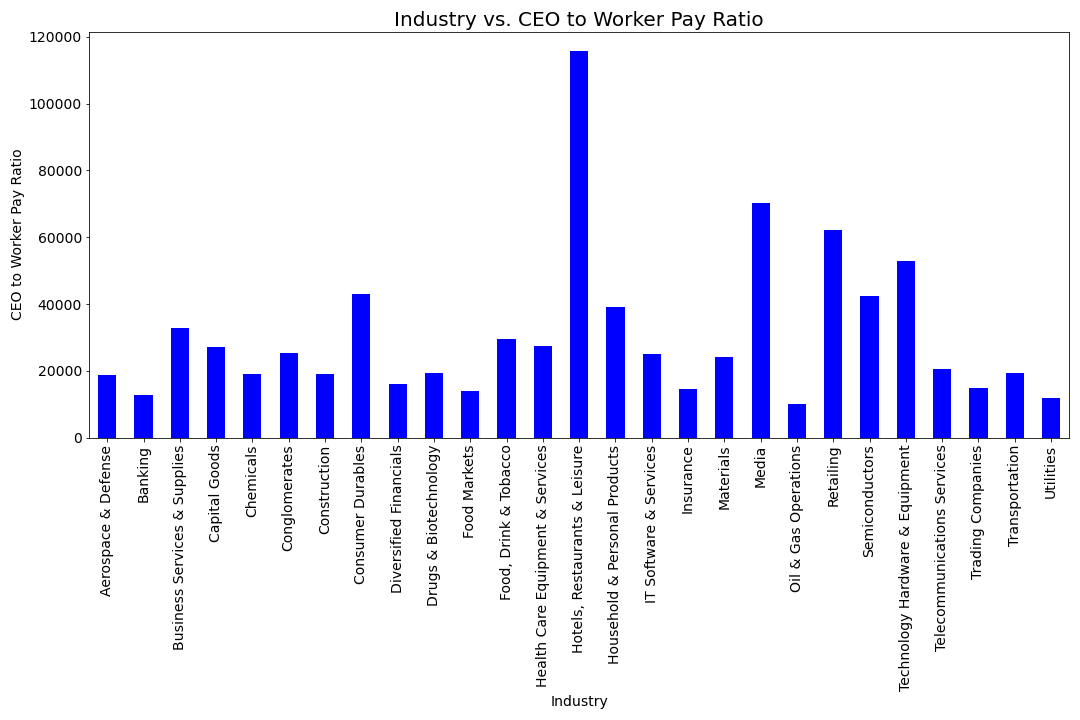 Industry vs. CEO to Worker Pay Ratio
CEO to Worker Pay Ratio
120000
100000
80000
60000
40000
20000
0
Aerospace & Defense
Banking
Business Services & Supplies
Capital Goods
Chemicals
Conglomerates
Construction
Consumer Durables
Diversified Financials
Drugs & Biotechnology
Food Markets
Food, Drink & Tobacco
Health Care Equipment & Services
Hotels, Restaurants & Leisure
Household & Personal Products
IT Software & Services
Insurance
Materials
Media
Oil & Gas Operations
Retailing
Semiconductors
Technology Hardware & Equipment
Telecommunications Services
Trading Companies
Transportation
Utilities
Industry